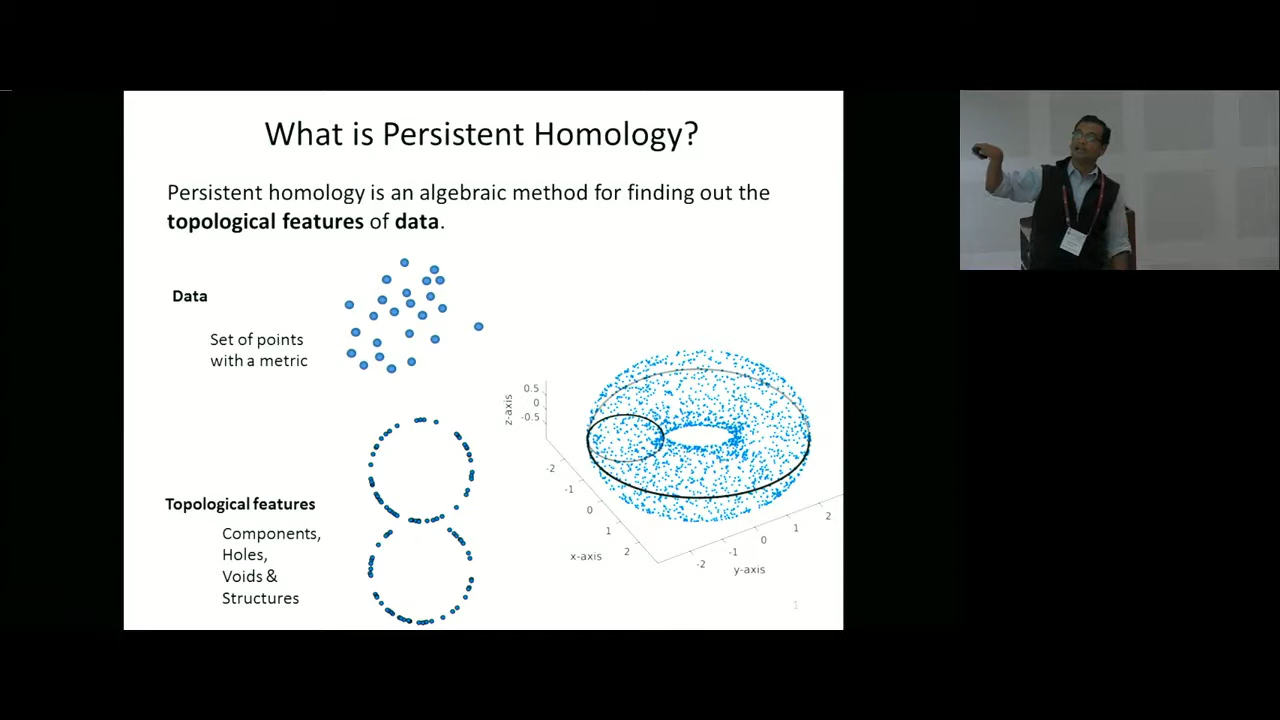 What is Persistent Homology?
Persistent homology is an algebraic method for finding out the
topological features of data.
Data
Set of points
with a metric
0.5
0
-0.5
z-axis
-2
-1
0
1
2
x-axis
-2
-1
0
1
2
y-axis
Topological features
Components,
Holes,
Voids &
Structures
1